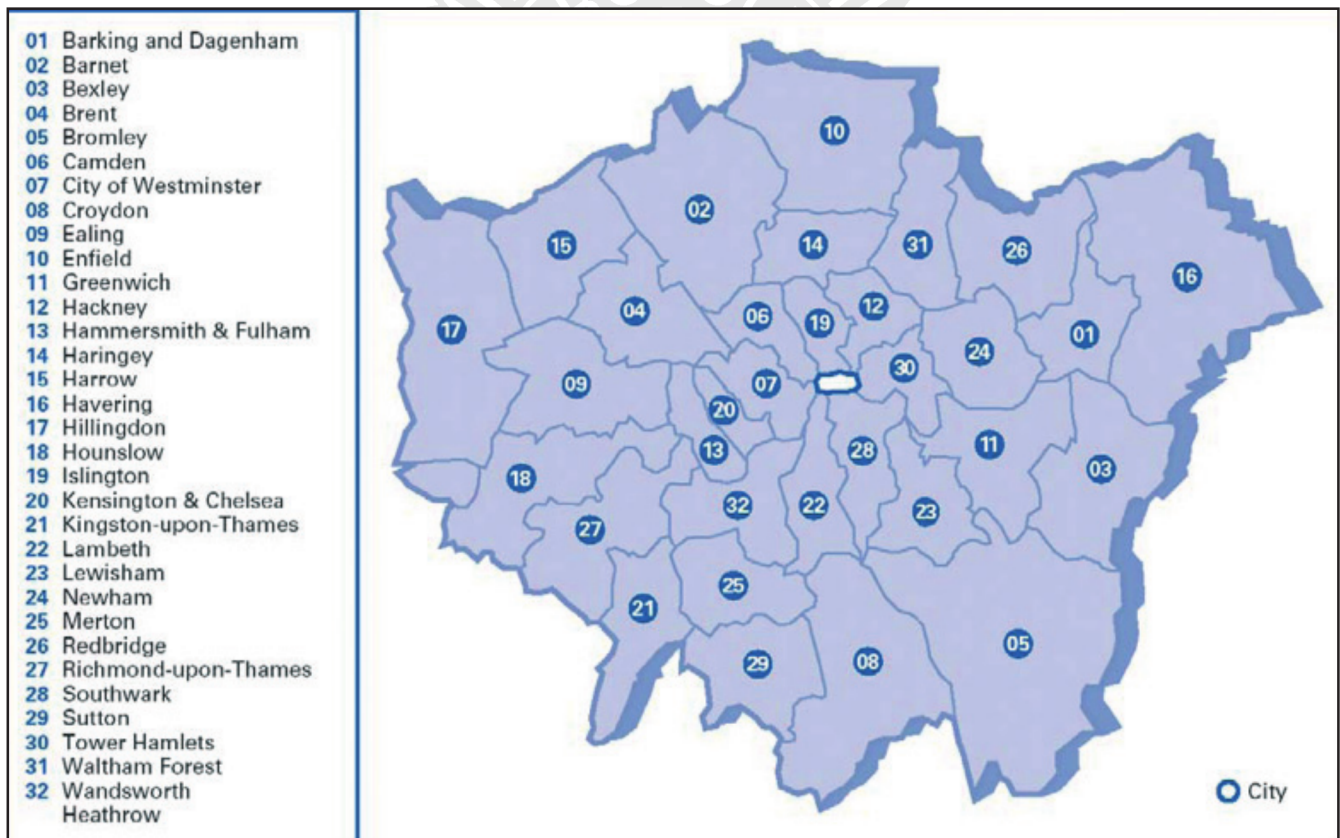 01 Barking and Dagenham
02 Barnet
03 Bexley
04 Brent
05 Bromley
06 Camden
07 City of Westminster
08 Croydon
09 Ealing
10 Enfield
11 Greenwich
12 Hackney
13 Hammersmith & Fulham
14 Haringey
15 Harrow
16 Havering
17 Hillingdon
18 Hounslow
19 Islington
20 Kensington & Chelsea
21 Kingston-upon-Thames
22 Lambeth
23 Lewisham
24 Newham
25 Merton
26 Redbridge
27 Richmond-upon-Thames
28 Southwark
29 Sutton
30 Tower Hamlets
31 Waltham Forest
32 Wandsworth
Heathrow
10
02
15
14
31
26
16
17
04
06
19
12
24
01
09
20
07
30
18
13
28
11
03
27
32
22
23
21
25
29
08
05
City